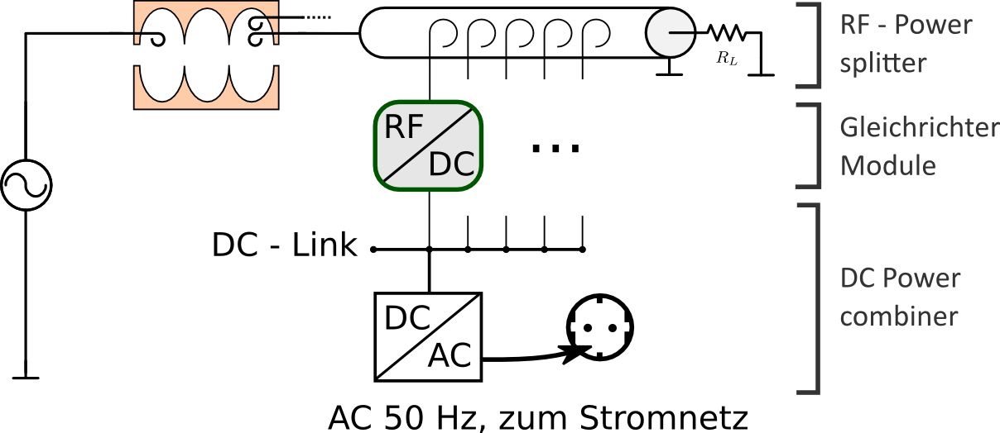 RF - Power
splitter
R_L
RF
DC
...
Gleichrichter
Module
DC - Link
DC
AC
DC Power
combiner
AC 50 Hz, zum Stromnetz